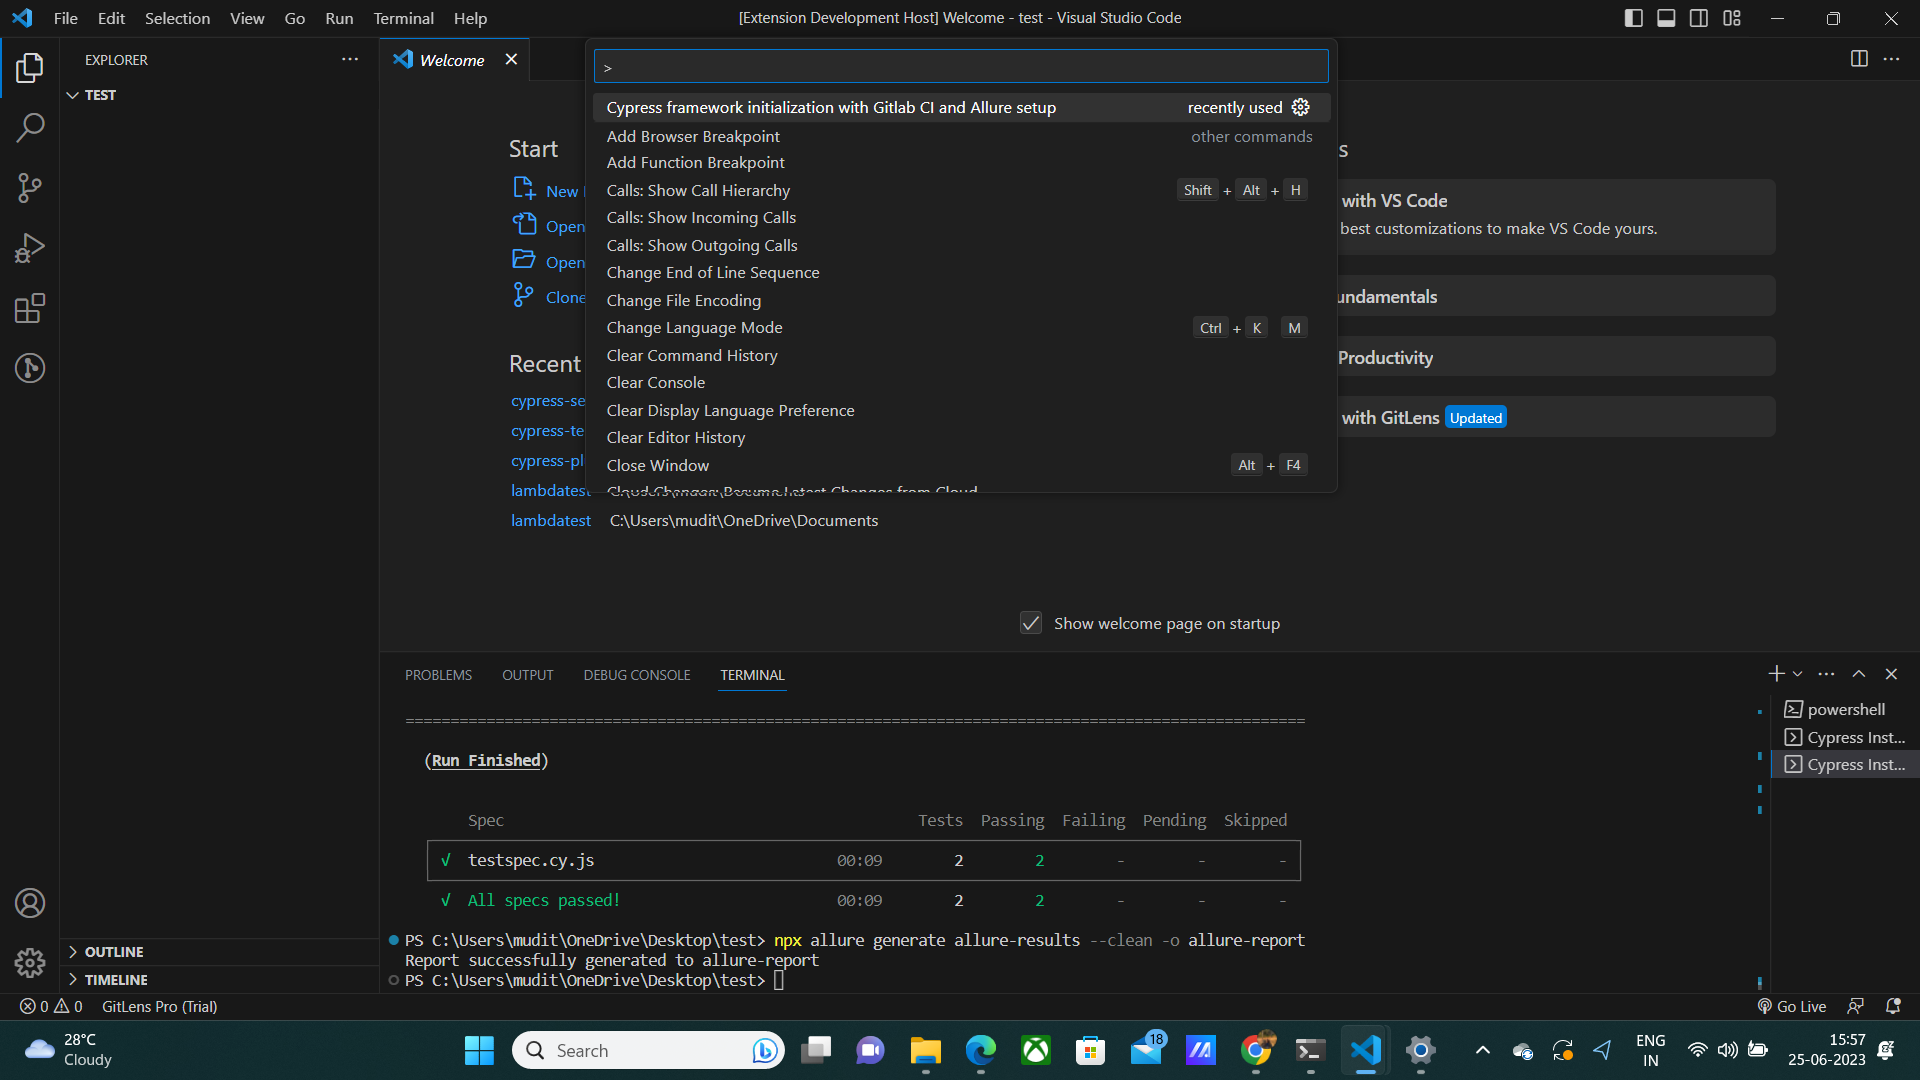 File Edit Selection View Go Run Terminal Help
[Extension Development Host] Welcome - test - Visual Studio Code
EXPLORER
TEST
Welcome
>
Cypress framework initialization with Gitlab CI and Allure setup recently used
Add Browser Breakpoint other commands
Add Function Breakpoint
Calls: Show Call Hierarchy Shift + Alt + H
Calls: Show Incoming Calls
Calls: Show Outgoing Calls
Change End of Line Sequence
Change File Encoding
Change Language Mode Ctrl + K M
Clear Command History
Clear Console
Clear Display Language Preference
Clear Editor History
Close Window Alt + F4
Start
New
Open
Open
Clone
Recent
cypress-se
cypress-te
cypress-pl
lambdatest
lambdatest C:\Users\mudit\OneDrive\Documents
s
with VS Code
best customizations to make VS Code yours.
undamentals
Productivity
with GitLens Updated
Show welcome page on startup
PROBLEMS OUTPUT DEBUG CONSOLE TERMINAL
====================================================================================================
(Run Finished)
Spec Tests Passing Failing Pending Skipped
√ testspec.cy.js 00:09 2 2 - - -
√ All specs passed! 00:09 2 2 - - -
PS C:\Users\mudit\OneDrive\Desktop\test> npx allure generate allure-results --clean -o allure-report
Report successfully generated to allure-report
PS C:\Users\mudit\OneDrive\Desktop\test>
powershell
Cypress Inst...
Cypress Inst...
OUTLINE
TIMELINE
0 0 GitLens Pro (Trial)
Go Live
28°C
Cloudy
Search
18
ENG
IN
15:57
25-06-2023